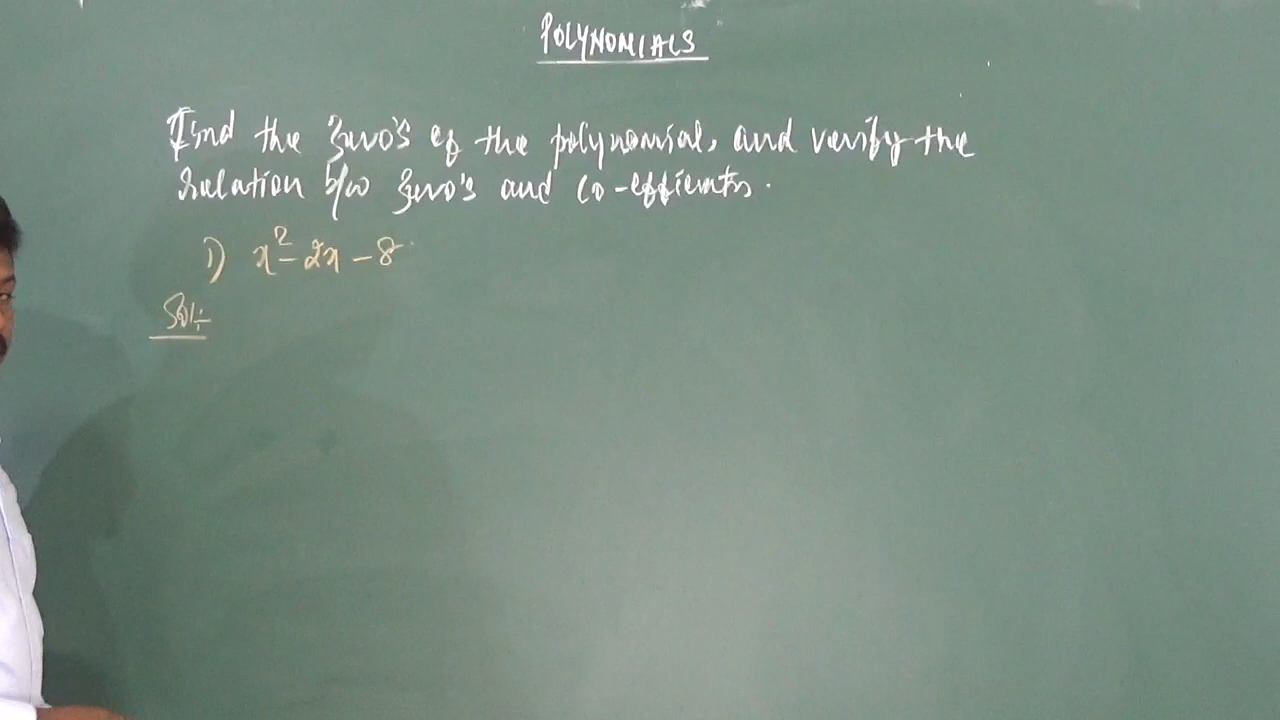 POLYNOMIALS
Find the zero's of the polynomial, and verify the
relation b/w zero's and co-efficients.
1) x² - 2x - 8
Sol:-